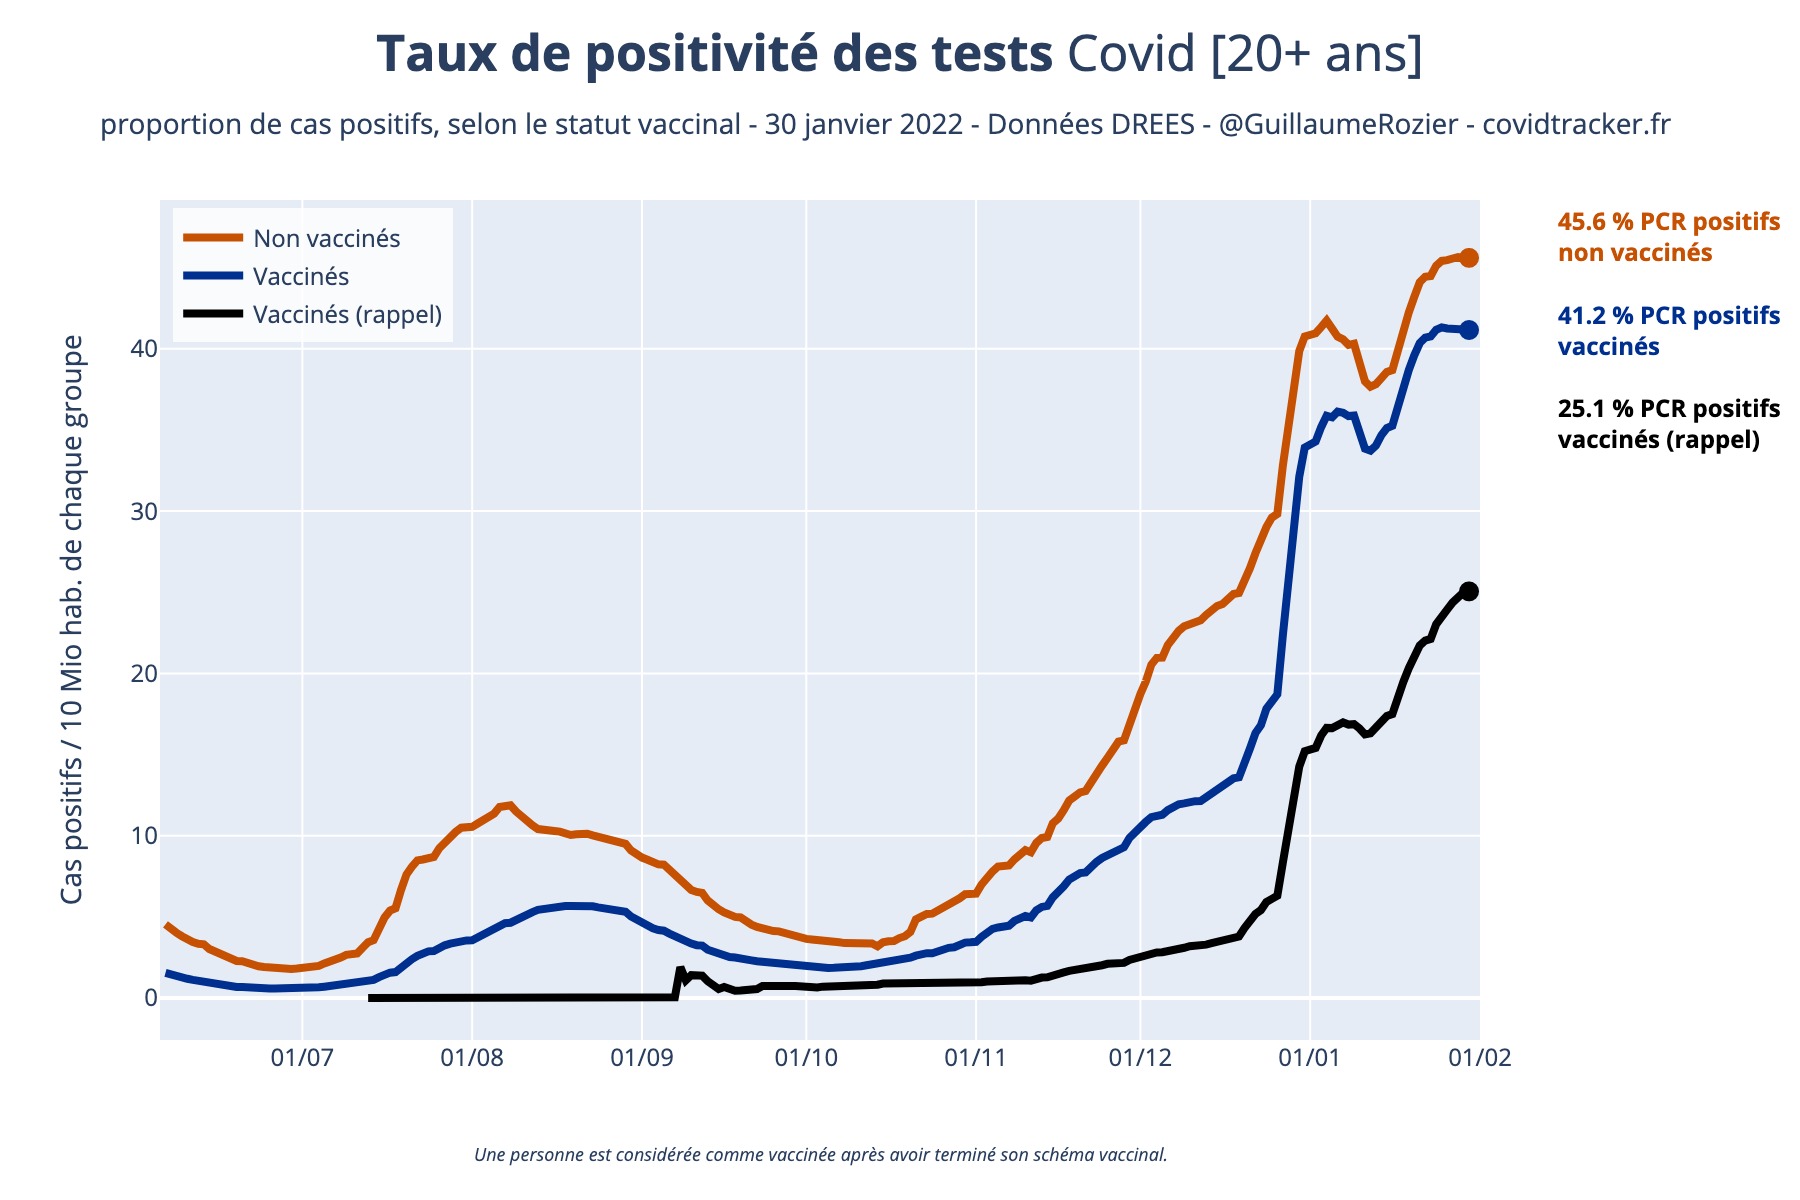 Taux de positivité des tests Covid [20+ ans]
proportion de cas positifs, selon le statut vaccinal - 30 janvier 2022 - Données DREES - @GuillaumeRozier - covidtracker.fr
Non vaccinés
Vaccinés
Vaccinés (rappel)
45.6 % PCR positifs
non vaccinés
41.2 % PCR positifs
vaccinés
25.1 % PCR positifs
vaccinés (rappel)
Cas positifs / 10 Mio hab. de chaque groupe
40
30
20
10
0
01/07
01/08
01/09
01/10
01/11
01/12
01/01
01/02
Une personne est considérée comme vaccinée après avoir terminé son schéma vaccinal.